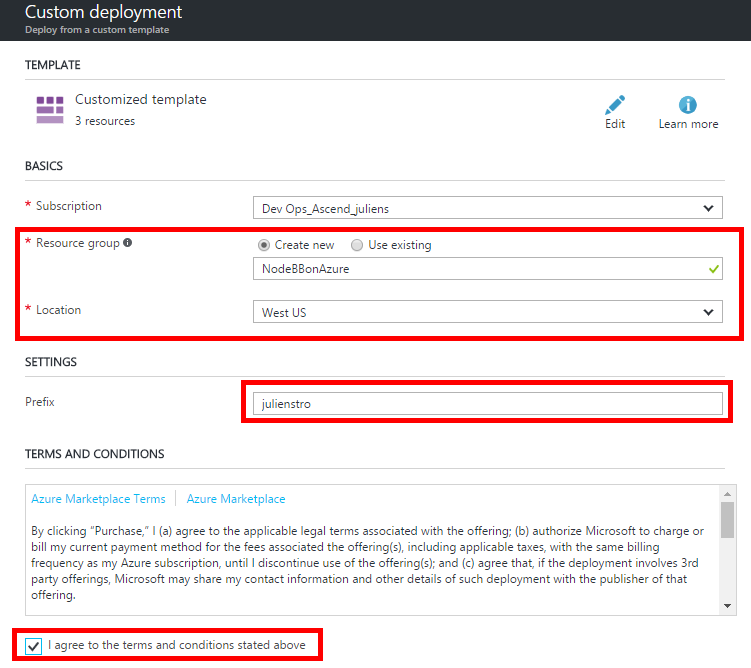 Custom deployment
Deploy from a custom template
TEMPLATE
Customized template
3 resources
Edit
Learn more
BASICS
* Subscription
Dev Ops_Ascend_juliens
* Resource group
Create new
Use existing
NodeBBonAzure
* Location
West US
SETTINGS
Prefix
julienstro
TERMS AND CONDITIONS
Azure Marketplace Terms
Azure Marketplace
By clicking “Purchase,” I (a) agree to the applicable legal terms associated with the offering; (b) authorize Microsoft to charge or
bill my current payment method for the fees associated the offering(s), including applicable taxes, with the same billing
frequency as my Azure subscription, until I discontinue use of the offering(s); and (c) agree that, if the deployment involves 3rd
party offerings, Microsoft may share my contact information and other details of such deployment with the publisher of that
offering.
I agree to the terms and conditions stated above